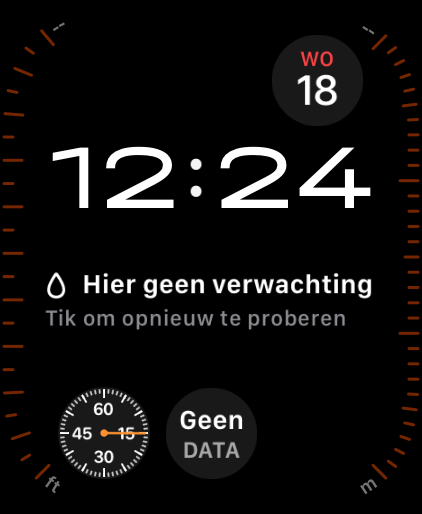 --
--
WO
18
12:24
Hier geen verwachting
Tik om opnieuw te proberen
60
45
15
30
Geen
DATA
ft
m